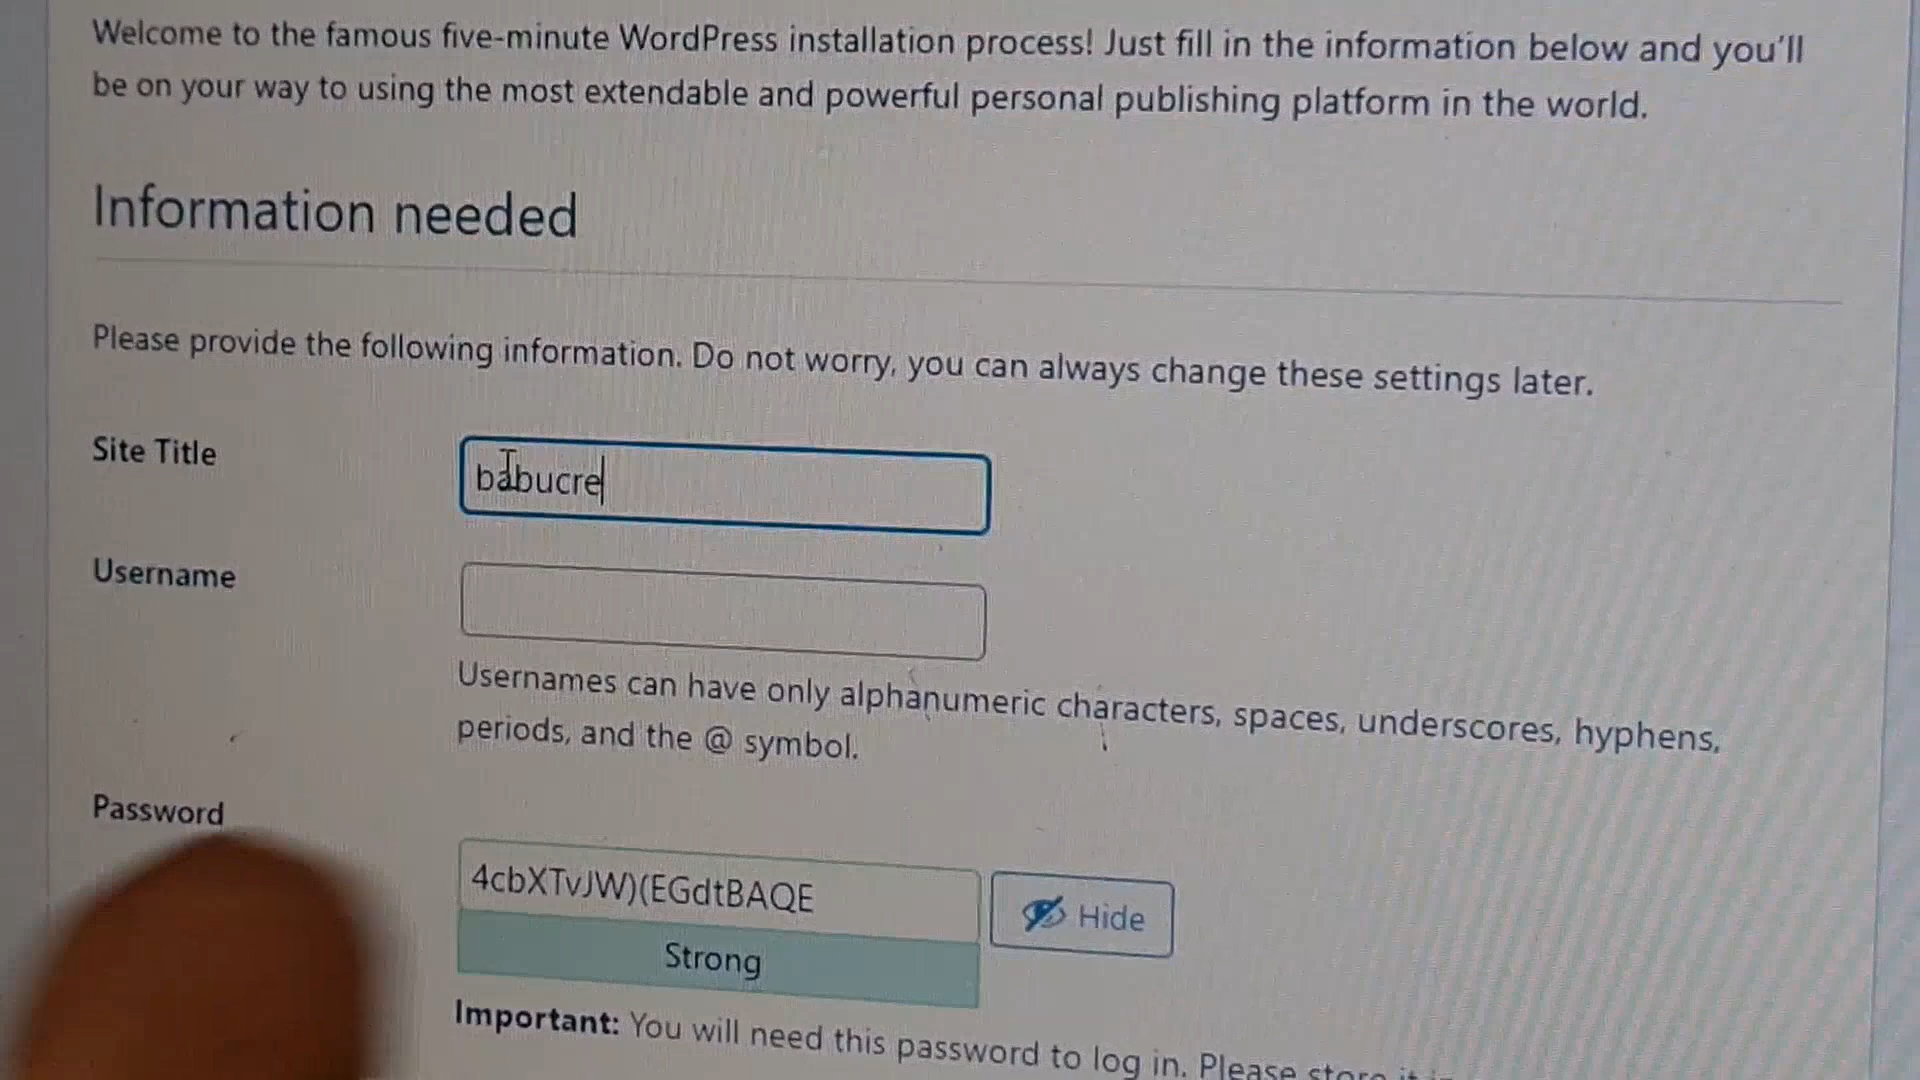 Welcome to the famous five-minute WordPress installation process! Just fill in the information below and you'll
be on your way to using the most extendable and powerful personal publishing platform in the world.
Information needed
Please provide the following information. Do not worry, you can always change these settings later.
Site Title
babucre
Username
Usernames can have only alphanumeric characters, spaces, underscores, hyphens,
periods, and the @ symbol.
Password
4cbXTvJW)(EGdtBAQE
Hide
Strong
Important: You will need this password to log in. Please store it in